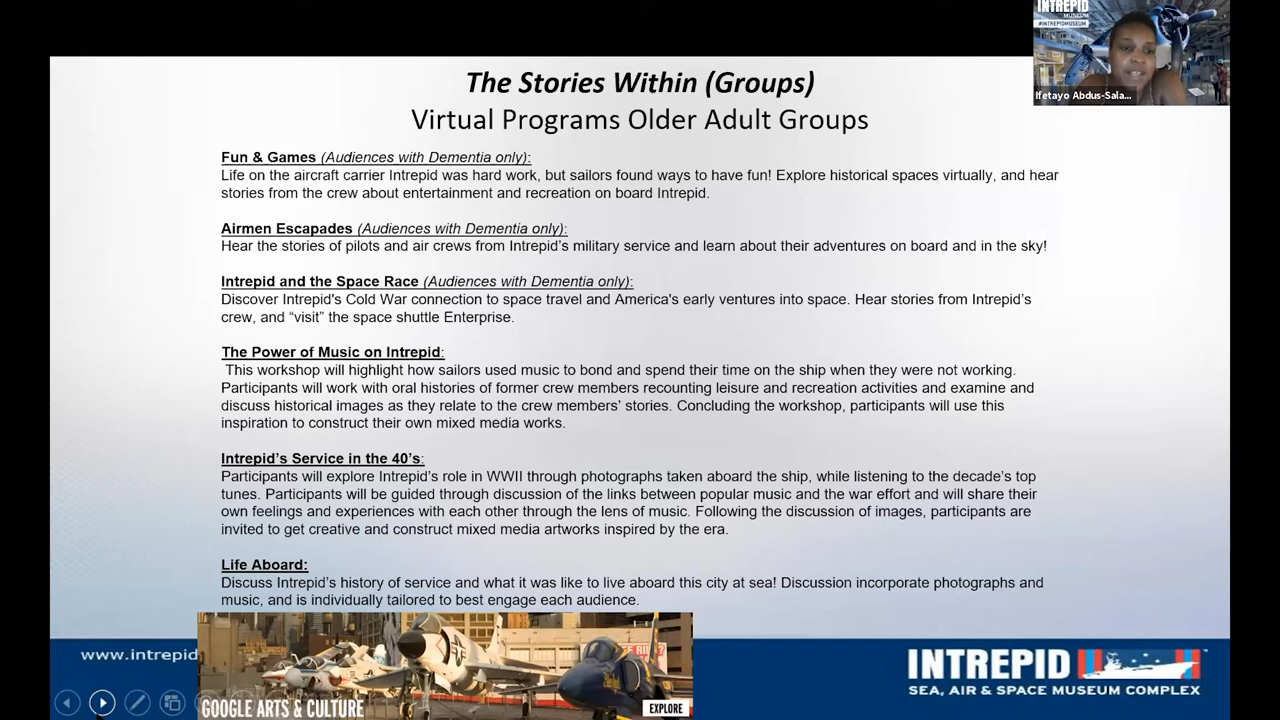 INTREPID
MUSEUM
#INTREPIDMUSEUM
Ifetayo Abdus-Sala...
The Stories Within (Groups)
Virtual Programs Older Adult Groups
Fun & Games (Audiences with Dementia only):
Life on the aircraft carrier Intrepid was hard work, but sailors found ways to have fun! Explore historical spaces virtually, and hear
stories from the crew about entertainment and recreation on board Intrepid.
Airmen Escapades (Audiences with Dementia only):
Hear the stories of pilots and air crews from Intrepid's military service and learn about their adventures on board and in the sky!
Intrepid and the Space Race (Audiences with Dementia only):
Discover Intrepid's Cold War connection to space travel and America's early ventures into space. Hear stories from Intrepid's
crew, and “visit” the space shuttle Enterprise.
The Power of Music on Intrepid:
This workshop will highlight how sailors used music to bond and spend their time on the ship when they were not working.
Participants will work with oral histories of former crew members recounting leisure and recreation activities and examine and
discuss historical images as they relate to the crew members’ stories. Concluding the workshop, participants will use this
inspiration to construct their own mixed media works.
Intrepid’s Service in the 40’s:
Participants will explore Intrepid’s role in WWII through photographs taken aboard the ship, while listening to the decade’s top
tunes. Participants will be guided through discussion of the links between popular music and the war effort and will share their
own feelings and experiences with each other through the lens of music. Following the discussion of images, participants are
invited to get creative and construct mixed media artworks inspired by the era.
Life Aboard:
Discuss Intrepid’s history of service and what it was like to live aboard this city at sea! Discussion incorporate photographs and
music, and is individually tailored to best engage each audience.
www.intrepid
GOOGLE ARTS & CULTURE
EXPLORE
INTREPID
SEA, AIR & SPACE MUSEUM COMPLEX